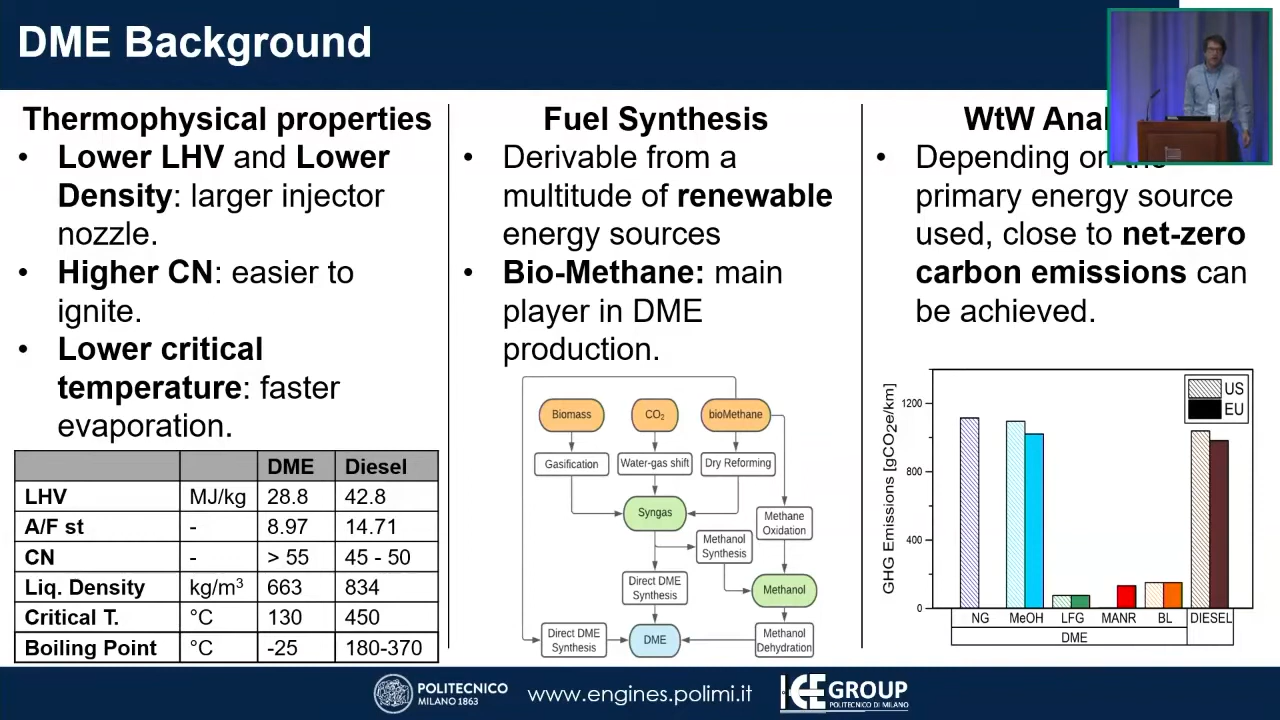 DME Background
Thermophysical properties
• Lower LHV and Lower
Density: larger injector
nozzle.
• Higher CN: easier to
ignite.
• Lower critical
temperature: faster
evaporation.
DME Diesel
LHV MJ/kg 28.8 42.8
A/F st - 8.97 14.71
CN - > 55 45 - 50
Liq. Density kg/m³ 663 834
Critical T. °C 130 450
Boiling Point °C -25 180-370
Fuel Synthesis
• Derivable from a
multitude of renewable
energy sources
• Bio-Methane: main
player in DME
production.
Biomass CO₂ bioMethane
Gasification Water-gas shift Dry Reforming
Syngas
Methane
Oxidation
Methanol
Synthesis
Direct DME
Synthesis
Methanol
Direct DME
Synthesis
DME
Methanol
Dehydration
WtW
• Depending on the
primary energy source
used, close to net-zero
carbon emissions can
be achieved.
GHG Emissions [gCO₂e/km]
1200
800
400
0
US
EU
NG MeOH LFG MANR BL DIESEL
DME
POLITECNICO
MILANO 1863
www.engines.polimi.it
ICE GROUP
POLITECNICO DI MILANO